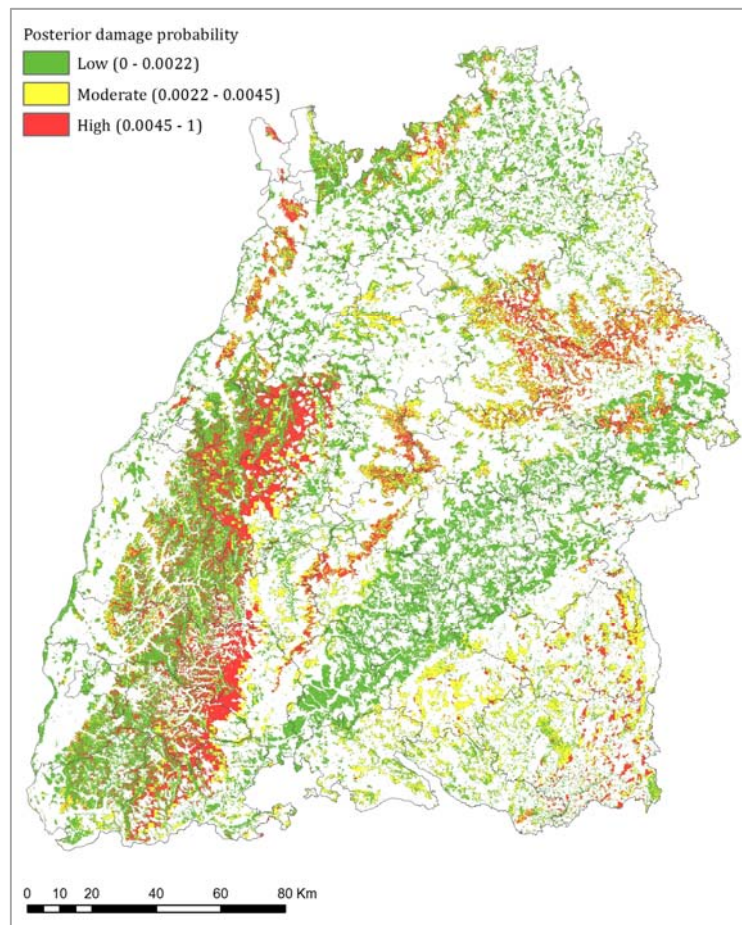 Posterior damage probability
Low (0 - 0.0022)
Moderate (0.0022 - 0.0045)
High (0.0045 - 1)
0 10 20 40 60 80 Km